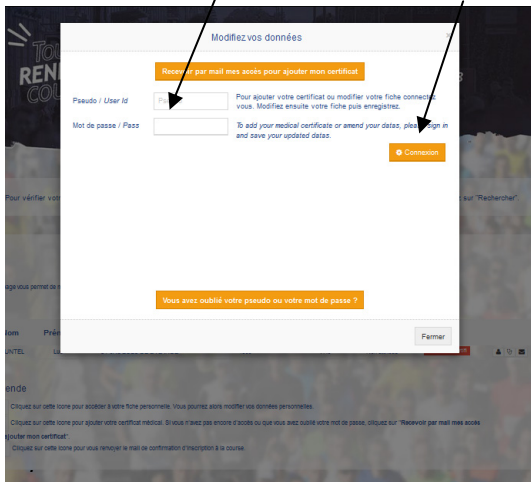 Modifiez vos données
Recevoir par mail mes accès pour ajouter mon certificat
Pseudo / User Id
Pour ajouter votre certificat ou modifier votre fiche connectez
vous. Modifiez ensuite votre fiche puis enregistrez.
Mot de passe / Pass
To add your medical certificate or amend your datas, please sign in
and save your updated datas.
Connexion
Pour vérifier
sur "Rechercher".
vous permet de
Vous avez oublié votre pseudo ou votre mot de passe ?
Fermer
Cliquez sur cette icone pour accéder à votre fiche personnelle. Vous pourrez alors modifier vos données personnelles.
Cliquez sur cette icone pour ajouter votre certificat médical. Si vous n'avez pas encore d'accès ou que vous avez oublié votre mot de passe, cliquez sur "Recevoir par mail mes accès
ajouter mon certificat"
Cliquez sur cette icone pour vous renvoyer le mail de confirmation d'inscription à la course